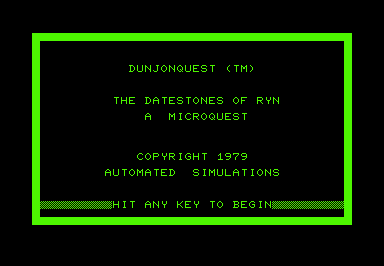 DUNJONQUEST (TM)
THE DATESTONES OF RYN
A MICROQUEST
COPYRIGHT 1979
AUTOMATED SIMULATIONS
HIT ANY KEY TO BEGIN